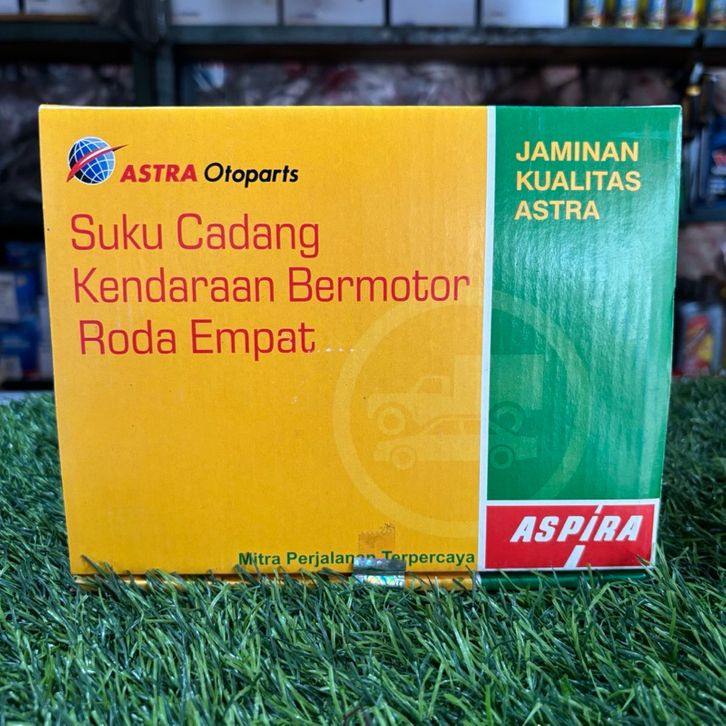 ASTRA Otoparts
Suku Cadang
Kendaraan Bermotor
Roda Empat
JAMINAN
KUALITAS
ASTRA
ASPIRA
Mitra Perjalanan Terpercaya